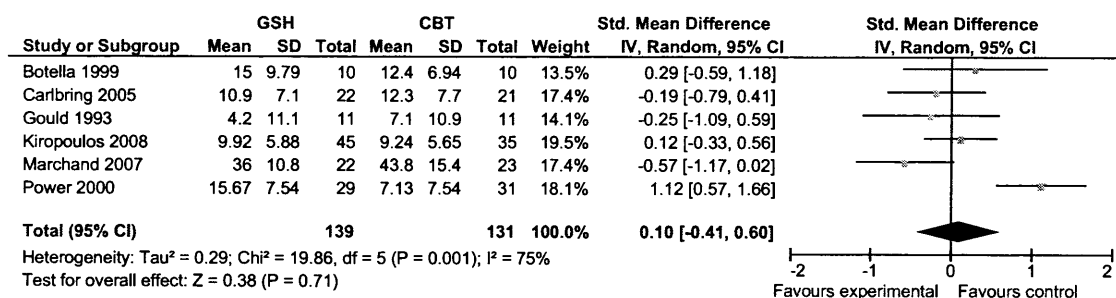 GSH CBT Std. Mean Difference Std. Mean Difference
Study or Subgroup Mean SD Total Mean SD Total Weight IV, Random, 95% CI IV, Random, 95% CI
Botella 1999 15 9.79 10 12.4 6.94 10 13.5% 0.29 [-0.59, 1.18]
Carlbring 2005 10.9 7.1 22 12.3 7.7 21 17.4% -0.19 [-0.79, 0.41]
Gould 1993 4.2 11.1 11 7.1 10.9 11 14.1% -0.25 [-1.09, 0.59]
Kiropoulos 2008 9.92 5.88 45 9.24 5.65 35 19.5% 0.12 [-0.33, 0.56]
Marchand 2007 36 10.8 22 43.8 15.4 23 17.4% -0.57 [-1.17, 0.02]
Power 2000 15.67 7.54 29 7.13 7.54 31 18.1% 1.12 [0.57, 1.66]
Total (95% CI) 139 131 100.0% 0.10 [-0.41, 0.60]
Heterogeneity: Tau² = 0.29; Chi² = 19.86, df = 5 (P = 0.001); I² = 75%
Test for overall effect: Z = 0.38 (P = 0.71)
-2 -1 0 1 2
Favours experimental Favours control